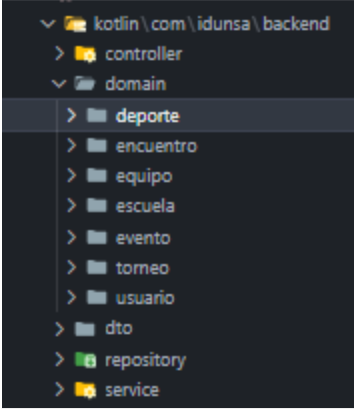 kotlin\com\idunsa\backend
controller
domain
deporte
encuentro
equipo
escuela
evento
torneo
usuario
dto
repository
service